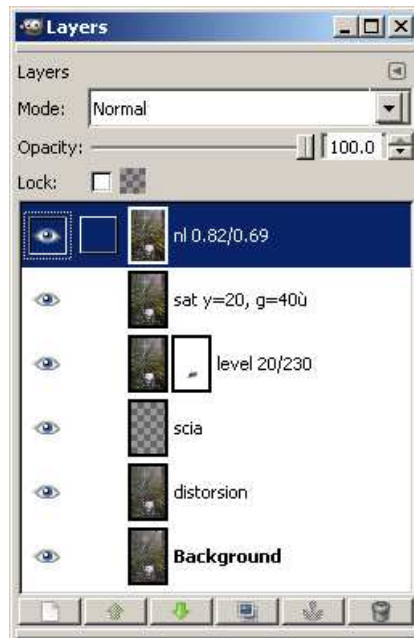 Layers
Layers
Mode: Normal
Opacity: 100.0
Lock:
nl 0.82/0.69
sat y=20, g=40ù
level 20/230
scia
distorsion
Background